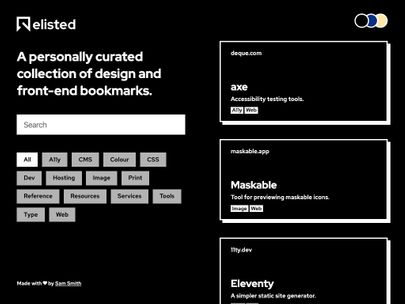 elisted
A personally curated
collection of design and
front-end bookmarks.
Search
All
A11y
CMS
Colour
CSS
Dev
Hosting
Image
Print
Reference
Resources
Services
Tools
Type
Web
Made with ♥ by Sam Smith
deque.com
axe
Accessibility testing tools.
A11y Web
maskable.app
Maskable
Tool for previewing maskable icons.
Image Web
11ty.dev
Eleventy
A simpler static site generator.